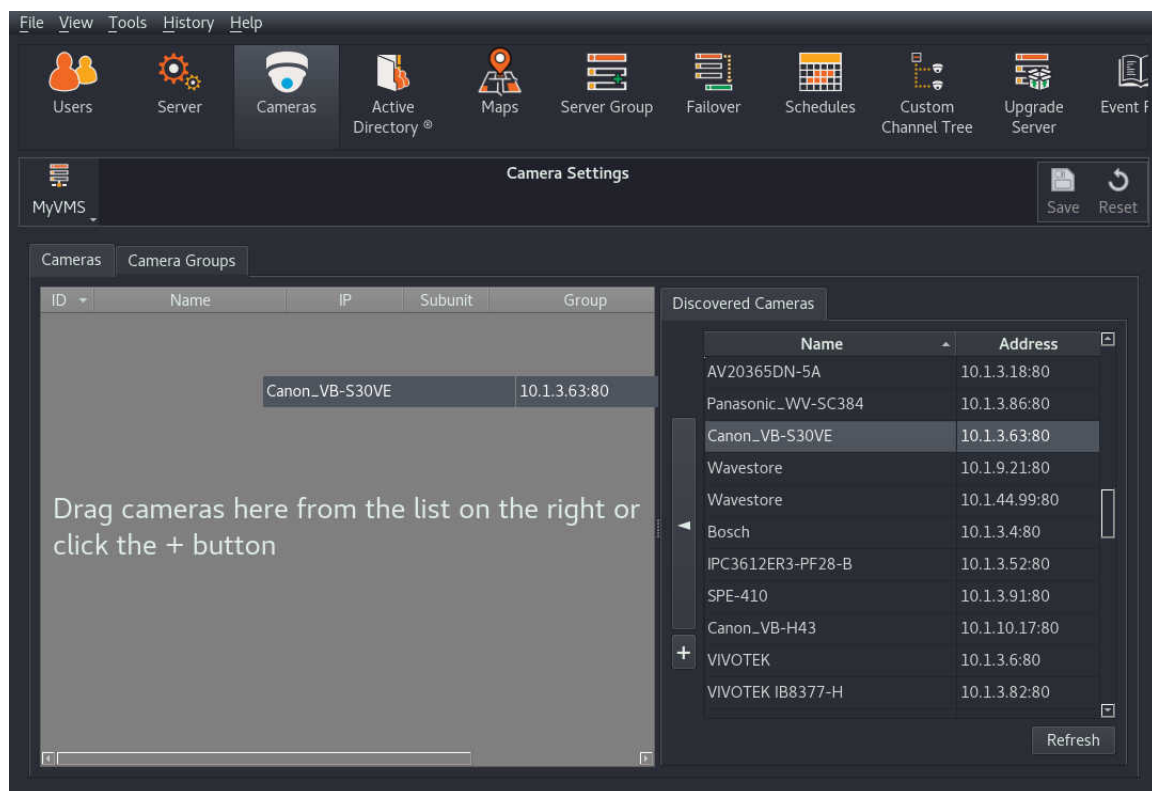 File View Tools History Help
Users Server Cameras Active Directory ® Maps Server Group Failover Schedules Custom Channel Tree Upgrade Server Event
MyVMS Camera Settings Save Reset
Cameras Camera Groups
ID Name IP Subunit Group
Canon_VB-S30VE 10.1.3.63:80
Drag cameras here from the list on the right or
click the + button
Discovered Cameras
Name Address
AV20365DN-5A 10.1.3.18:80
Panasonic_WV-SC384 10.1.3.86:80
Canon_VB-S30VE 10.1.3.63:80
Wavestore 10.1.9.21:80
Wavestore 10.1.44.99:80
Bosch 10.1.3.4:80
IPC3612ER3-PF28-B 10.1.3.52:80
SPE-410 10.1.3.91:80
Canon_VB-H43 10.1.10.17:80
+
VIVOTEK 10.1.3.6:80
VIVOTEK IB8377-H 10.1.3.82:80
Refresh